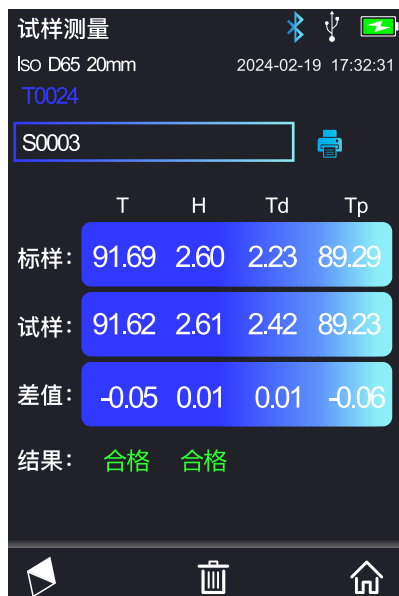 试样测量
Iso D65 20mm 2024-02-19 17:32:31
T0024
S0003
T H Td Tp
标样: 91.69 2.60 2.23 89.29
试样: 91.62 2.61 2.42 89.23
差值: -0.05 0.01 0.01 -0.06
结果: 合格 合格